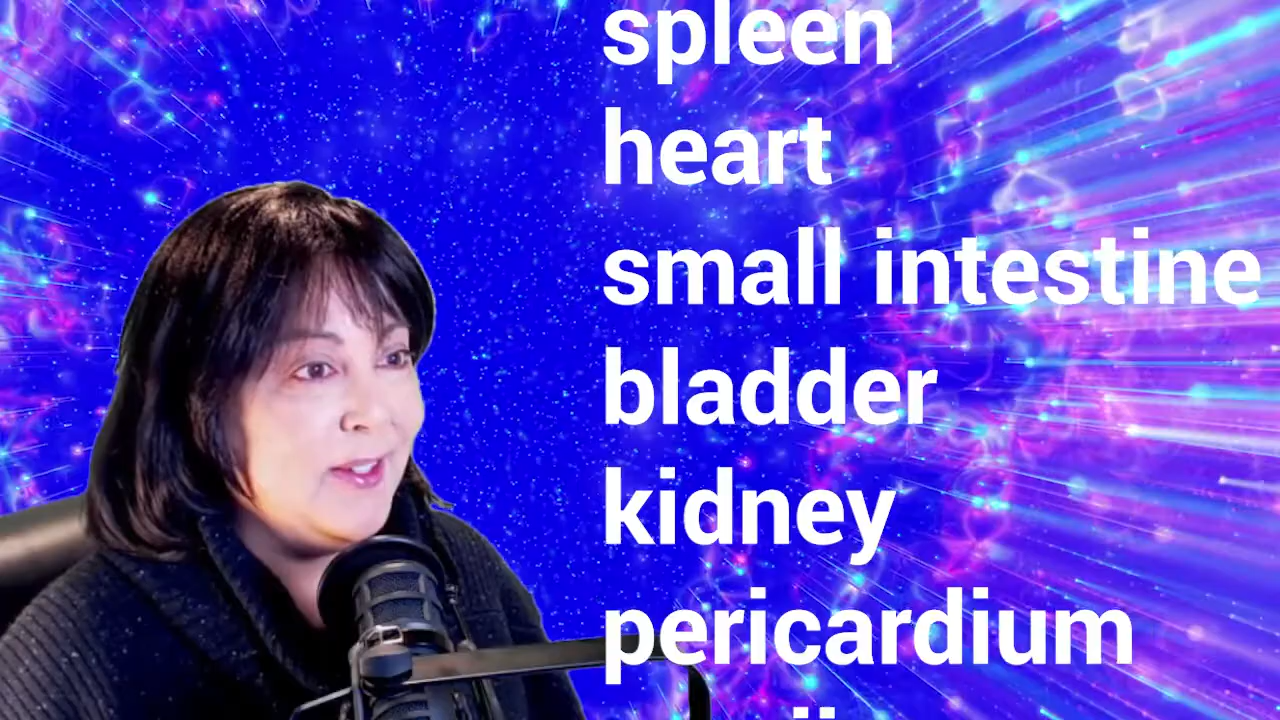 spleen
heart
small intestine
bladder
kidney
pericardium